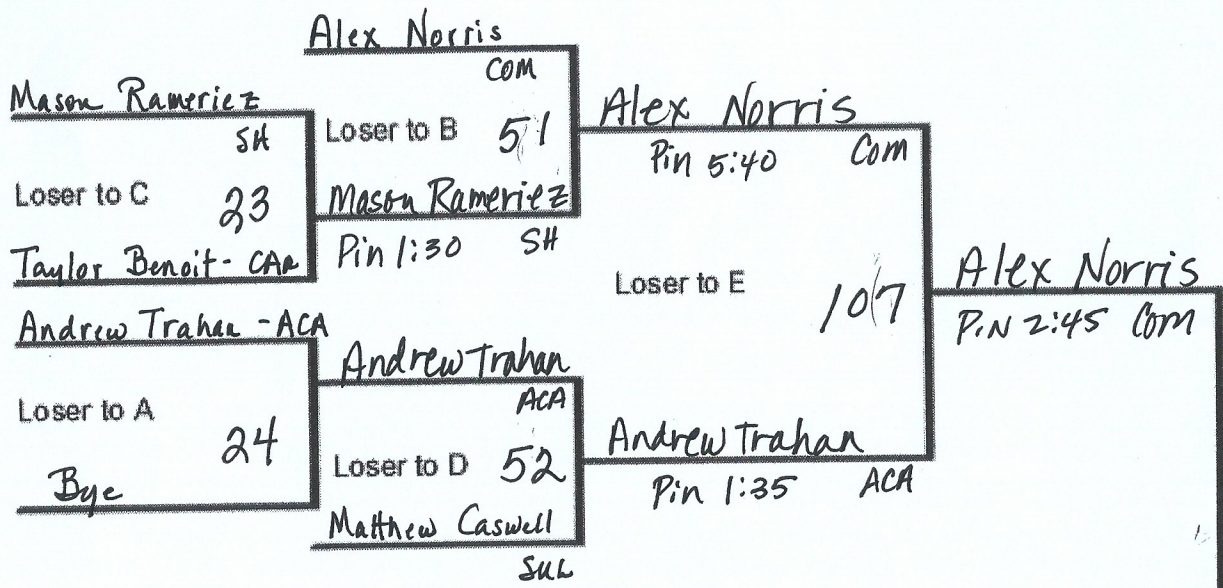 Alex Norris
COM
Mason Rameriez
SH
Loser to B 51
Alex Norris
Pin 5:40 Com
Loser to C 23
Mason Rameriez
Pin 1:30 SH
Taylor Benoit - CAR
Loser to E 107
Alex Norris
PiN 2:45 Com
Andrew Trahan - ACA
Andrew Trahan
ACA
Loser to A 24
Loser to D 52
Andrew Trahan
Pin 1:35 ACA
Bye
Matthew Caswell
SUL